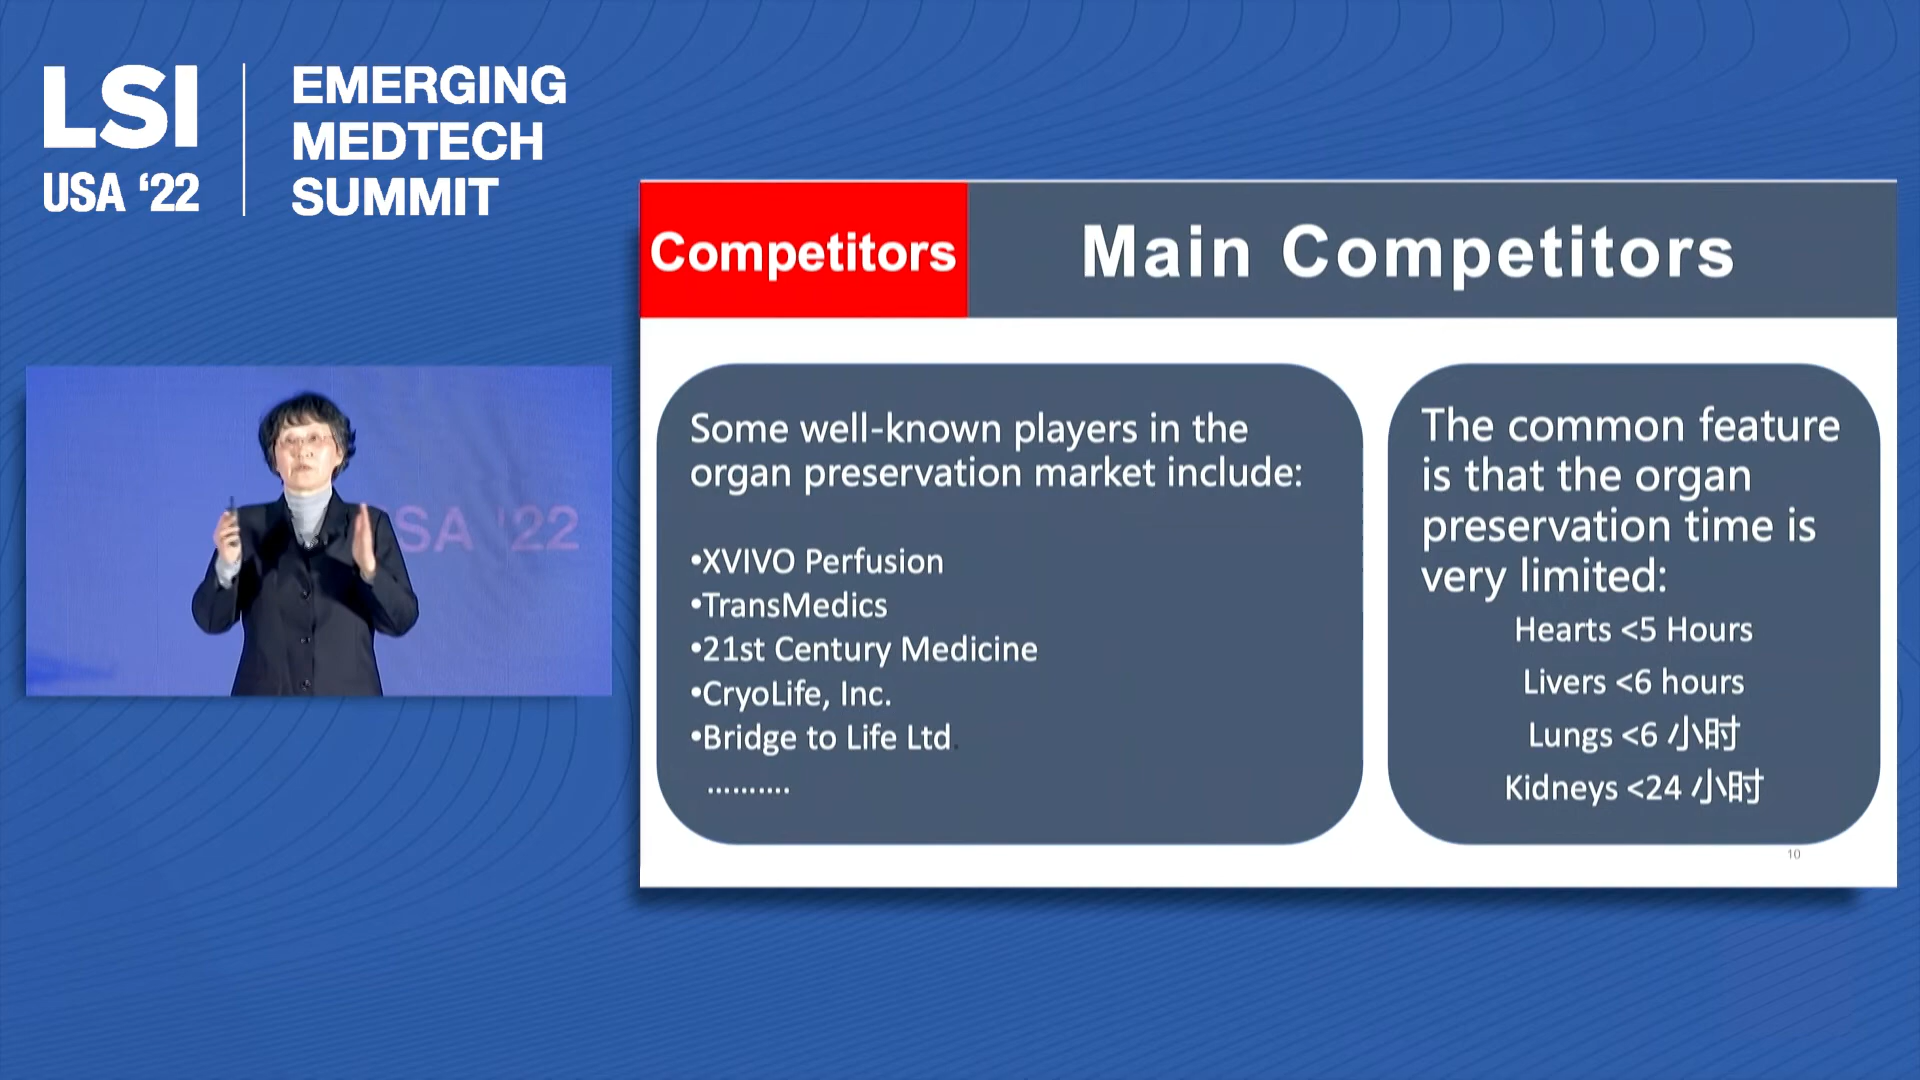 LSI
USA ‘22
EMERGING
MEDTECH
SUMMIT
Competitors
Main Competitors
Some well-known players in the
organ preservation market include:
•XVIVO Perfusion
•TransMedics
•21st Century Medicine
•CryoLife, Inc.
•Bridge to Life Ltd.
..........
The common feature
is that the organ
preservation time is
very limited:
Hearts <5 Hours
Livers <6 hours
Lungs <6 小时
Kidneys <24 小时
10
SA '22